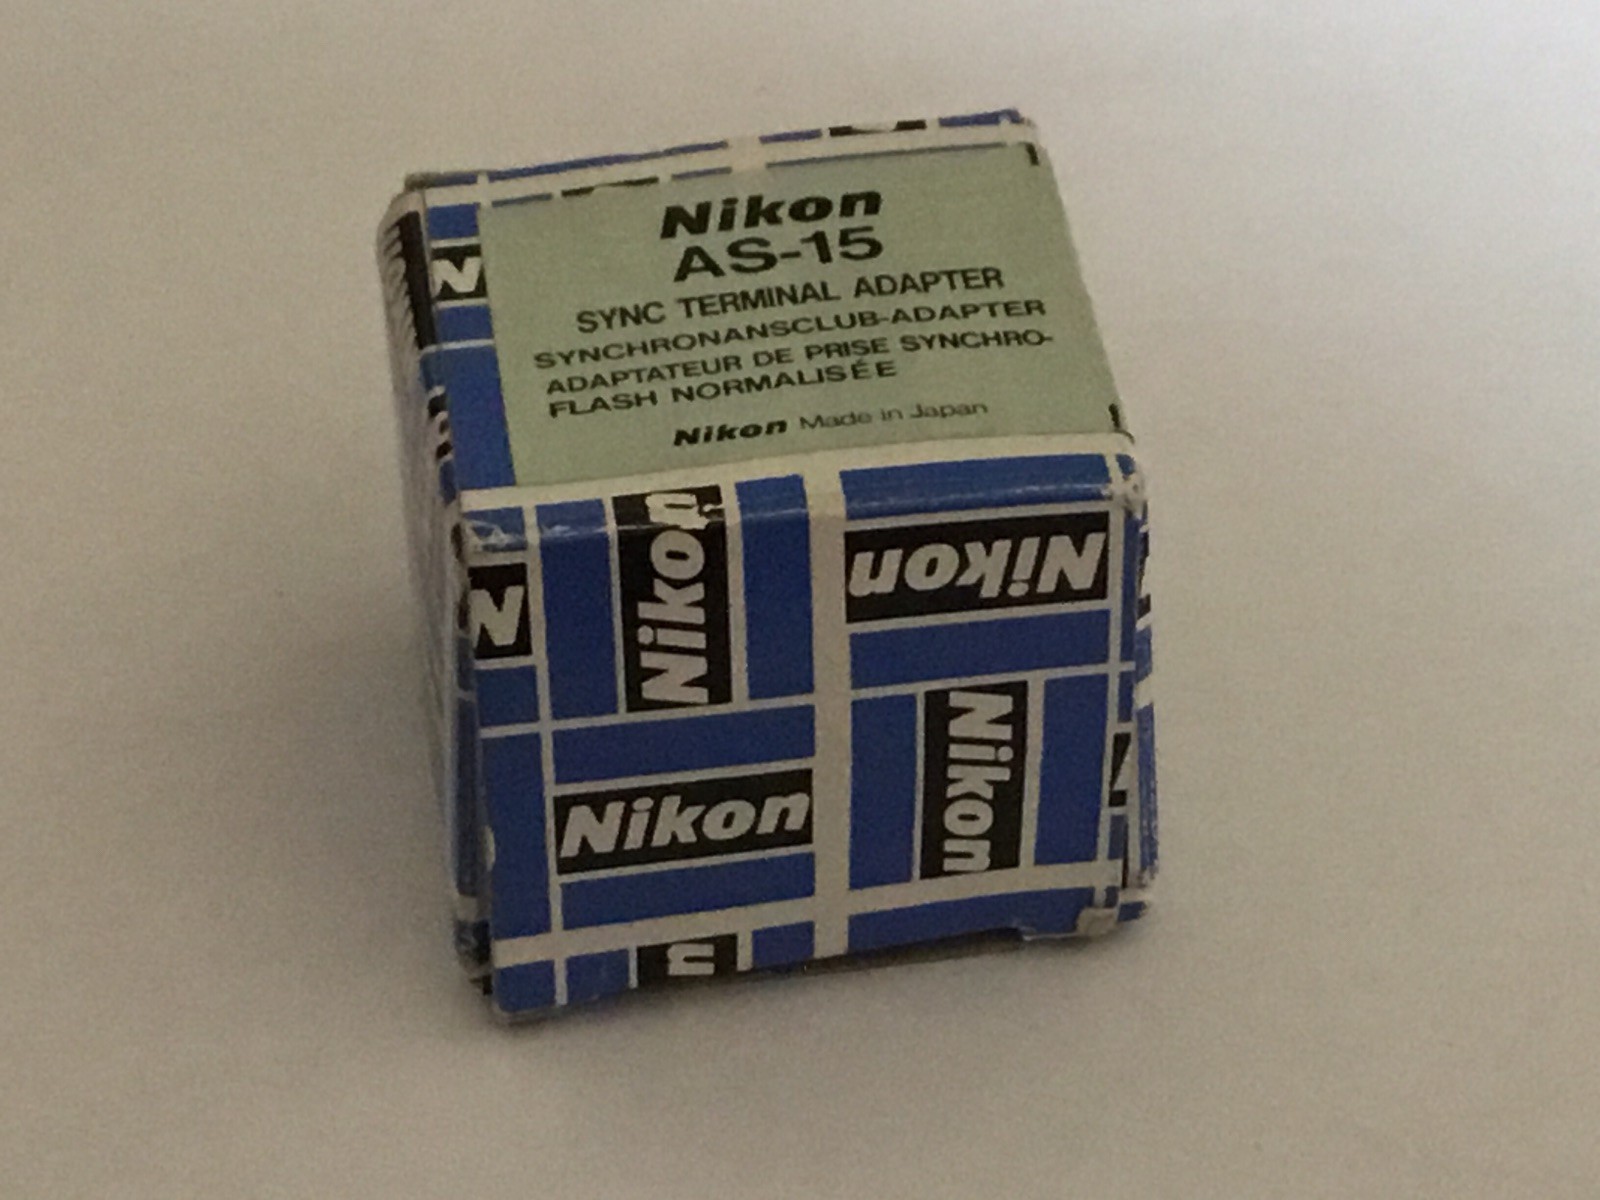 Nikon
AS-15
SYNC TERMINAL ADAPTER
SYNCHRONANSCLUB-ADAPTER
ADAPTATEUR DE PRISE SYNCHRO-
FLASH NORMALISÉE
Nikon Made in Japan
Nikon
Nikon
Nikon
Nikon